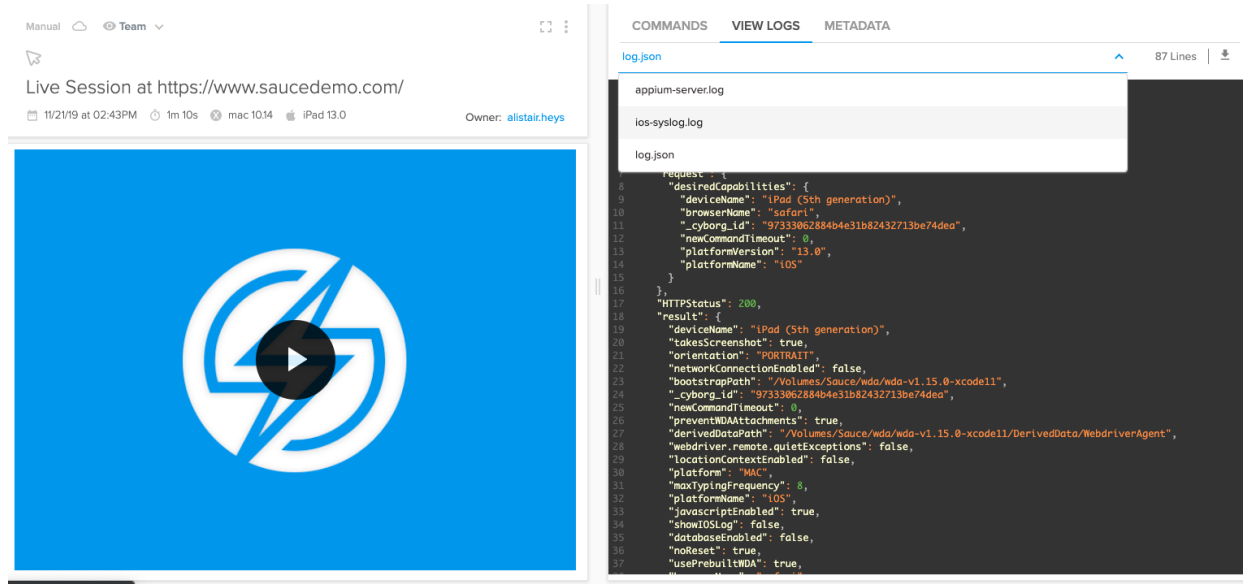 Manual Team
Live Session at https://www.saucedemo.com/
11/21/19 at 02:43PM 1m 10s mac 10.14 iPad 13.0 Owner: alistair.heys
COMMANDS VIEW LOGS METADATA
log.json 87 Lines
appium-server.log
ios-syslog.log
log.json
7 "request": {
8 "desiredCapabilities": {
9 "deviceName": "iPad (5th generation)",
10 "browserName": "safari",
11 "_cyborg_id": "97333062884b4e31b82432713be74dea",
12 "newCommandTimeout": 0,
13 "platformVersion": "13.0",
14 "platformName": "iOS"
15 }
16 },
17 "HTTPStatus": 200,
18 "result": {
19 "deviceName": "iPad (5th generation)",
20 "takesScreenshot": true,
21 "orientation": "PORTRAIT",
22 "networkConnectionEnabled": false,
23 "bootstrapPath": "/Volumes/Sauce/wda/wda-v1.15.0-xcode11",
24 "_cyborg_id": "97333062884b4e31b82432713be74dea",
25 "newCommandTimeout": 0,
26 "preventWDAAttachments": true,
27 "derivedDataPath": "/Volumes/Sauce/wda/wda-v1.15.0-xcode11/DerivedData/WebdriverAgent",
28 "webdriver.remote.quietExceptions": false,
29 "locationContextEnabled": false,
30 "platform": "MAC",
31 "maxTypingFrequency": 8,
32 "platformName": "iOS",
33 "javascriptEnabled": true,
34 "showIOSLog": false,
35 "databaseEnabled": false,
36 "noReset": true,
37 "usePrebuiltWDA": true,